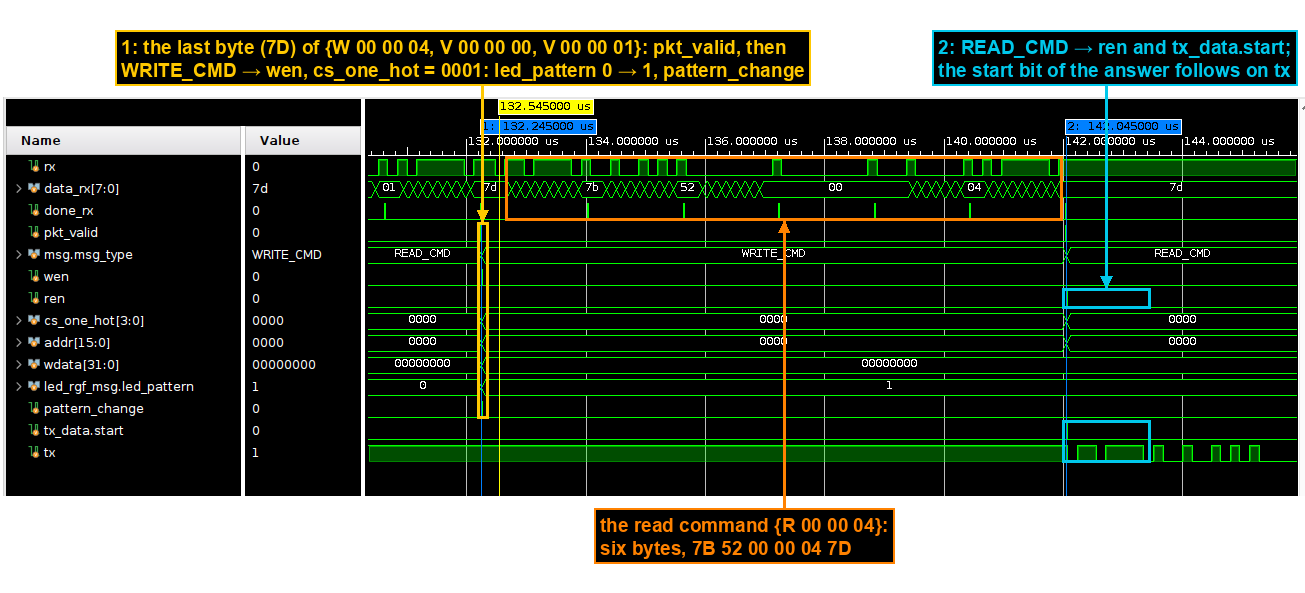 1: the last byte (7D) of {W 00 00 04, V 00 00 00, V 00 00 01}: pkt_valid, then
WRITE_CMD → wen, cs_one_hot = 0001: led_pattern 0 → 1, pattern_change
2: READ_CMD → ren and tx_data.start;
the start bit of the answer follows on tx
132.545000 us
1: 132.245000 us
2: 142.045000 us
Name Value
132.000000 us 134.000000 us 136.000000 us 138.000000 us 140.000000 us 142.000000 us 144.000000 us
rx 0
data_rx[7:0] 7d 01 7d 7b 52 00 04 7d
done_rx 0
pkt_valid 0
msg.msg_type WRITE_CMD READ_CMD WRITE_CMD READ_CMD
wen 0
ren 0
cs_one_hot[3:0] 0000 0000 0000 0000
addr[15:0] 0000 0000 0000 0000
wdata[31:0] 00000000 00000000 00000000
led_rgf_msg.led_pattern 1 0 1
pattern_change 0
tx_data.start 0
tx 1
the read command {R 00 00 04}:
six bytes, 7B 52 00 00 04 7D